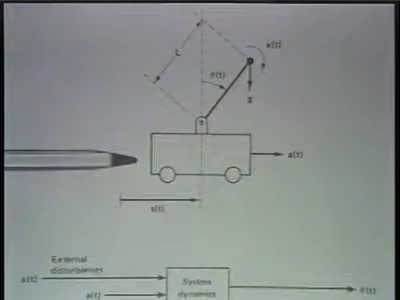 x(t)
L
θ(t)
g
a(t)
s(t)
External
disturbances
x(t)
System
dynamics
θ(t)
a(t)